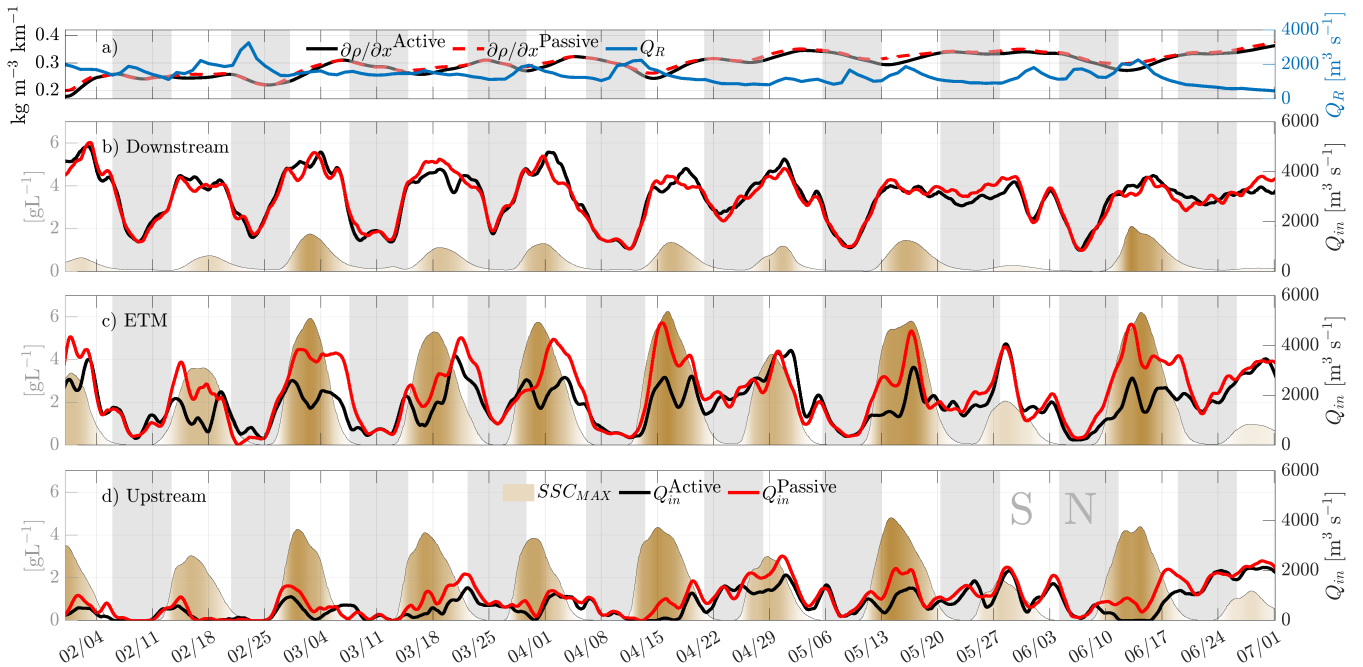 a)
∂ρ/∂x^Active ∂ρ/∂x^Passive Q_R
kg m⁻³ km⁻¹
0.4
0.3
0.2
4000
2000
0
Q_R [m³ s⁻¹]
b) Downstream
[gL⁻¹]
6
4
2
0
6000
4000
2000
0
Q_in [m³ s⁻¹]
c) ETM
[gL⁻¹]
6
4
2
0
6000
4000
2000
0
Q_in [m³ s⁻¹]
d) Upstream
SSC_MAX Q_in^Active Q_in^Passive
S N
[gL⁻¹]
6
4
2
0
6000
4000
2000
0
Q_in [m³ s⁻¹]
02/04 02/11 02/18 02/25 03/04 03/11 03/18 03/25 04/01 04/08 04/15 04/22 04/29 05/06 05/13 05/20 05/27 06/03 06/10 06/17 06/24 07/01